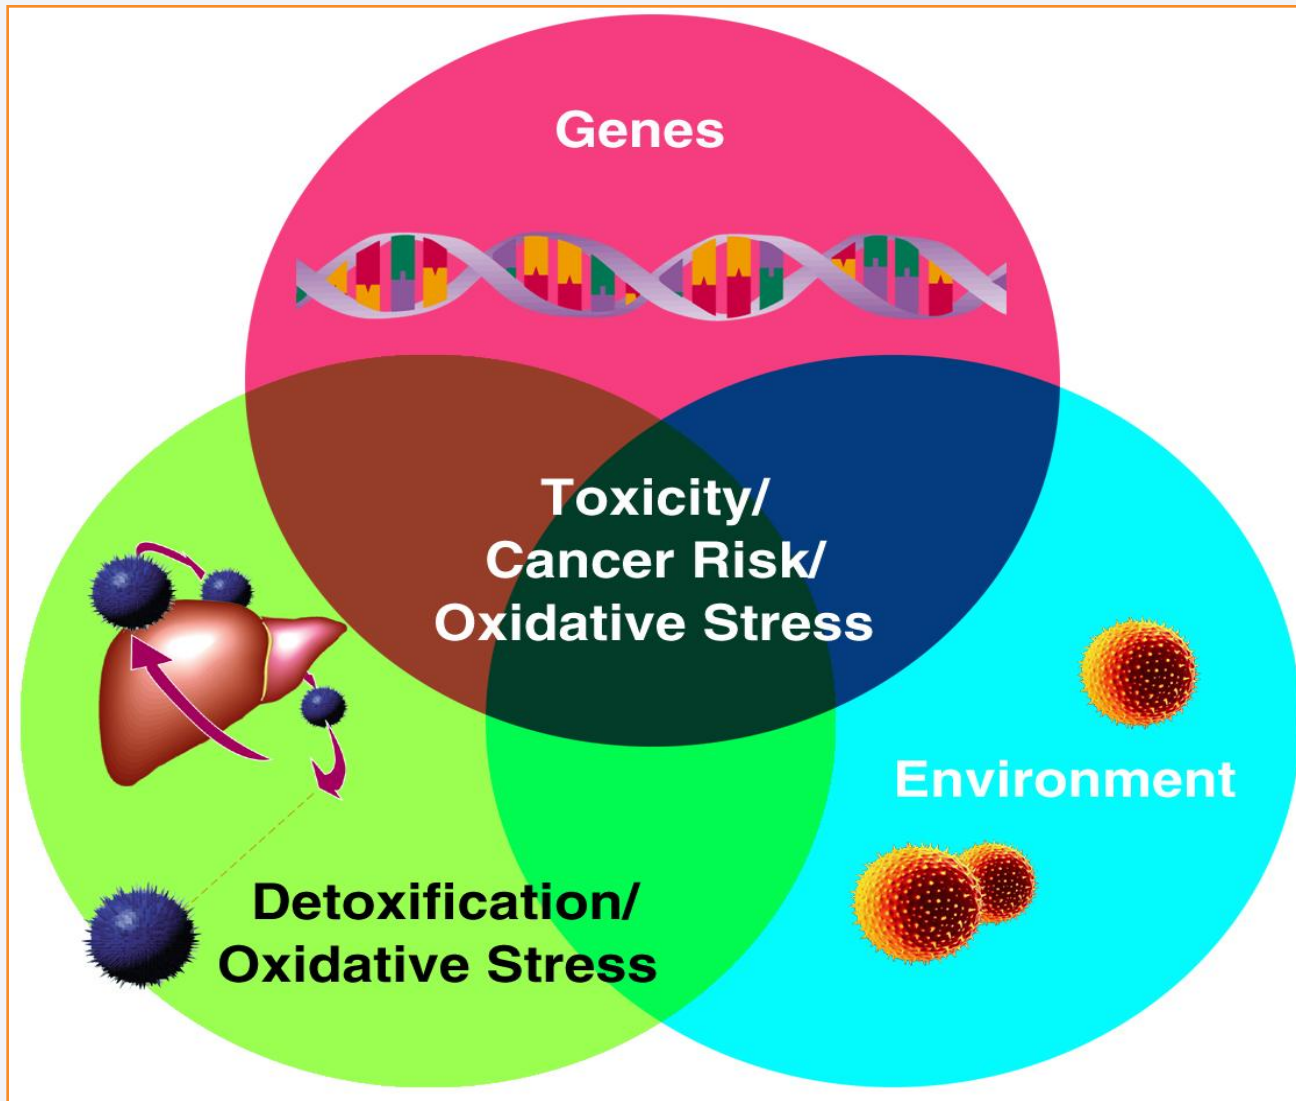 Genes
Toxicity/
Cancer Risk/
Oxidative Stress
Environment
Detoxification/
Oxidative Stress